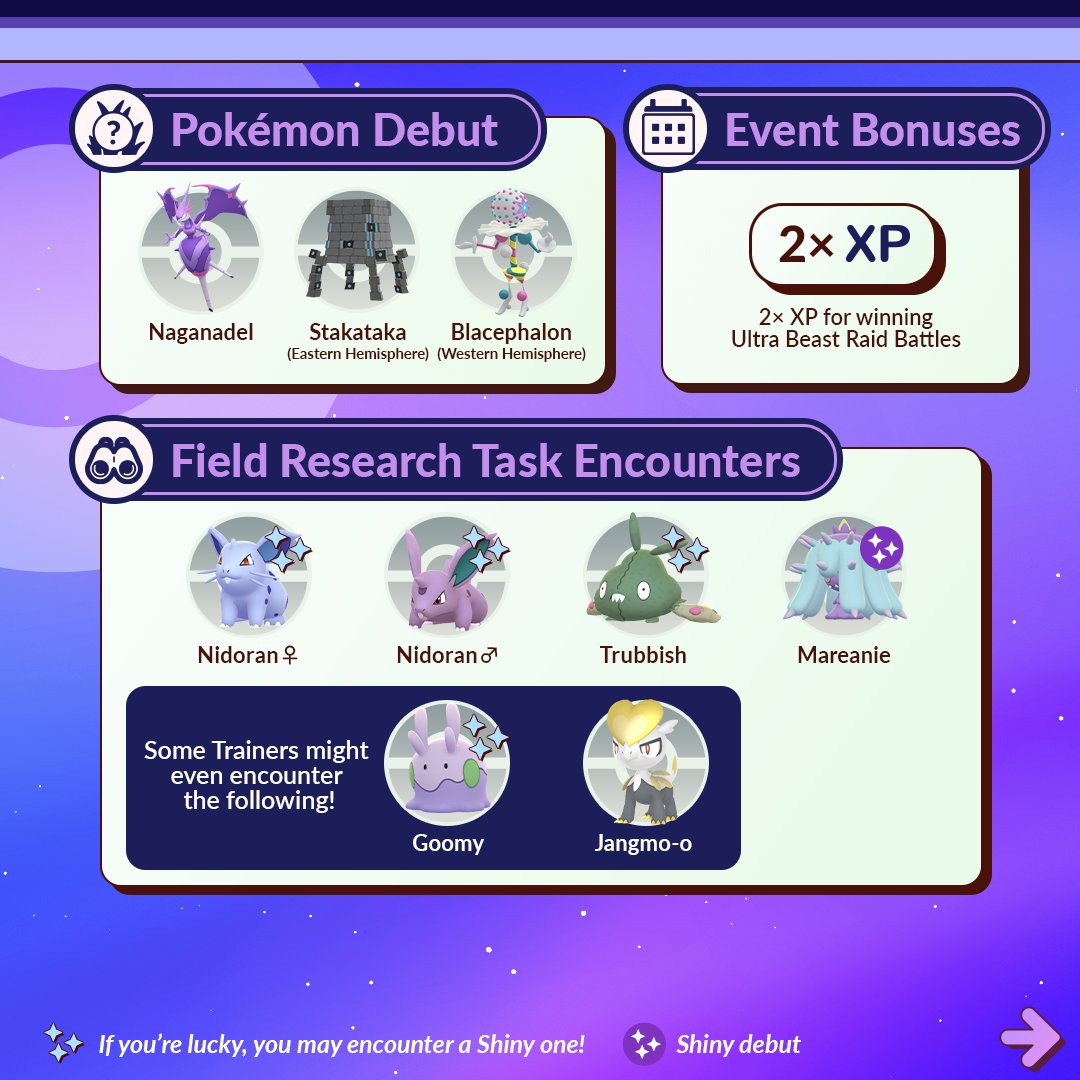 Pokémon Debut
Naganadel
Stakataka
(Eastern Hemisphere)
Blacephalon
(Western Hemisphere)
Event Bonuses
2× XP
2× XP for winning
Ultra Beast Raid Battles
Field Research Task Encounters
Nidoran♀
Nidoran♂
Trubbish
Mareanie
Some Trainers might
even encounter
the following!
Goomy
Jangmo-o
If you’re lucky, you may encounter a Shiny one!
Shiny debut